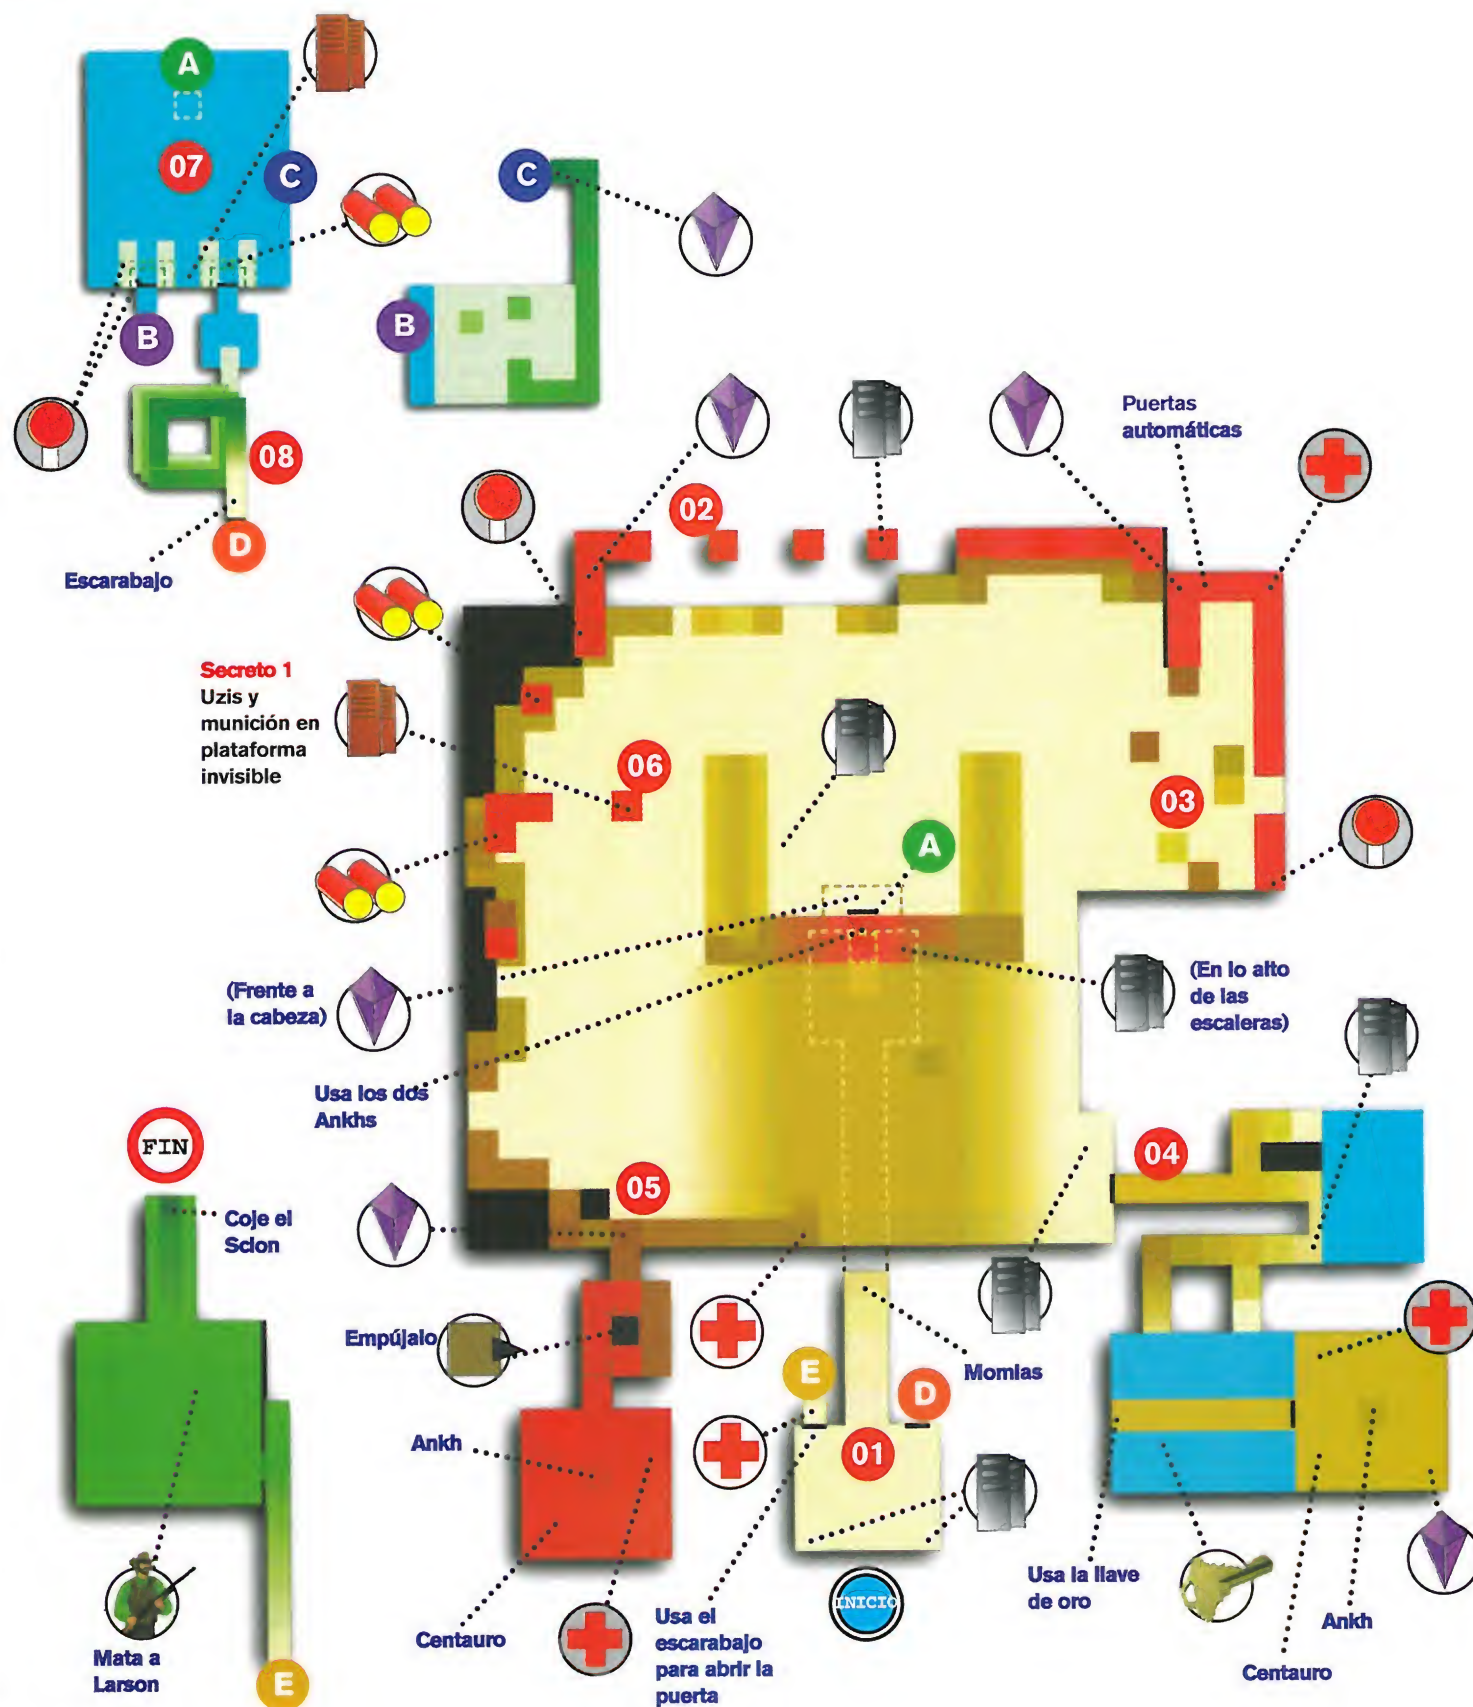 A
07
C
C
B
B
08
D
Escarabajo
02
Puertas
automáticas
Secreto 1
Uzis y
munición en
plataforma
invisible
06
03
A
(Frente a
la cabeza)
(En lo alto
de las
escaleras)
Usa los dos
Ankhs
FIN
Coje el
Scion
05
04
Empújalo
E
D
Momias
Ankh
01
Centauro
INICIO
Usa el
escarabajo
para abrir la
puerta
Usa la llave
de oro
Ankh
Centauro
Mata a
Larson
E